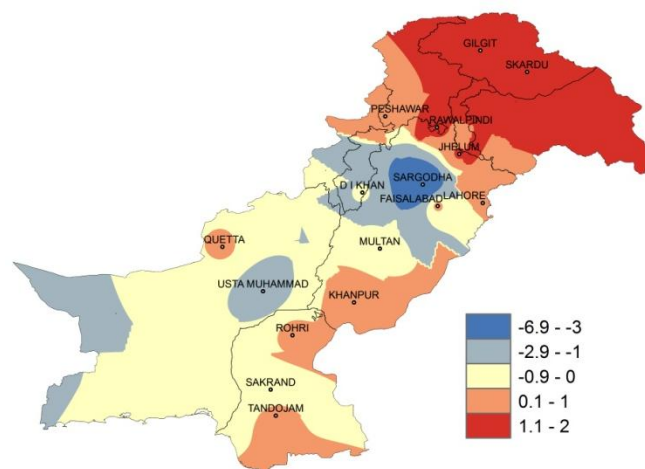 GILGIT
SKARDU
PESHAWAR
RAWALPINDI
JHELUM
SARGODHA
D I KHAN
FAISALABAD
LAHORE
QUETTA
MULTAN
USTA MUHAMMAD
KHANPUR
ROHRI
SAKRAND
TANDOJAM
-6.9 - -3
-2.9 - -1
-0.9 - 0
0.1 - 1
1.1 - 2